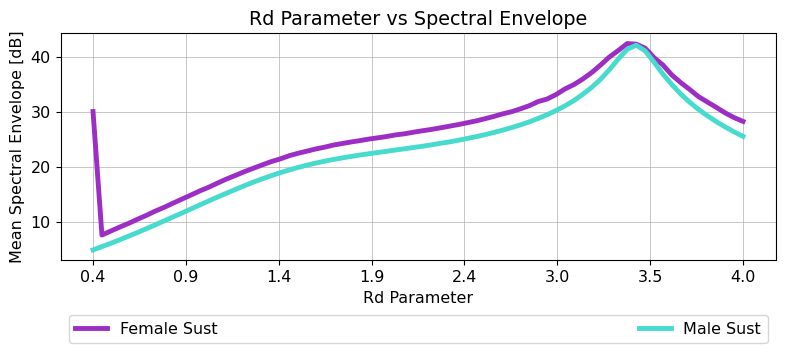 Rd Parameter vs Spectral Envelope
Mean Spectral Envelope [dB]
40
30
20
10
0.4 0.9 1.4 1.9 2.4 3.0 3.5 4.0
Rd Parameter
Female Sust Male Sust